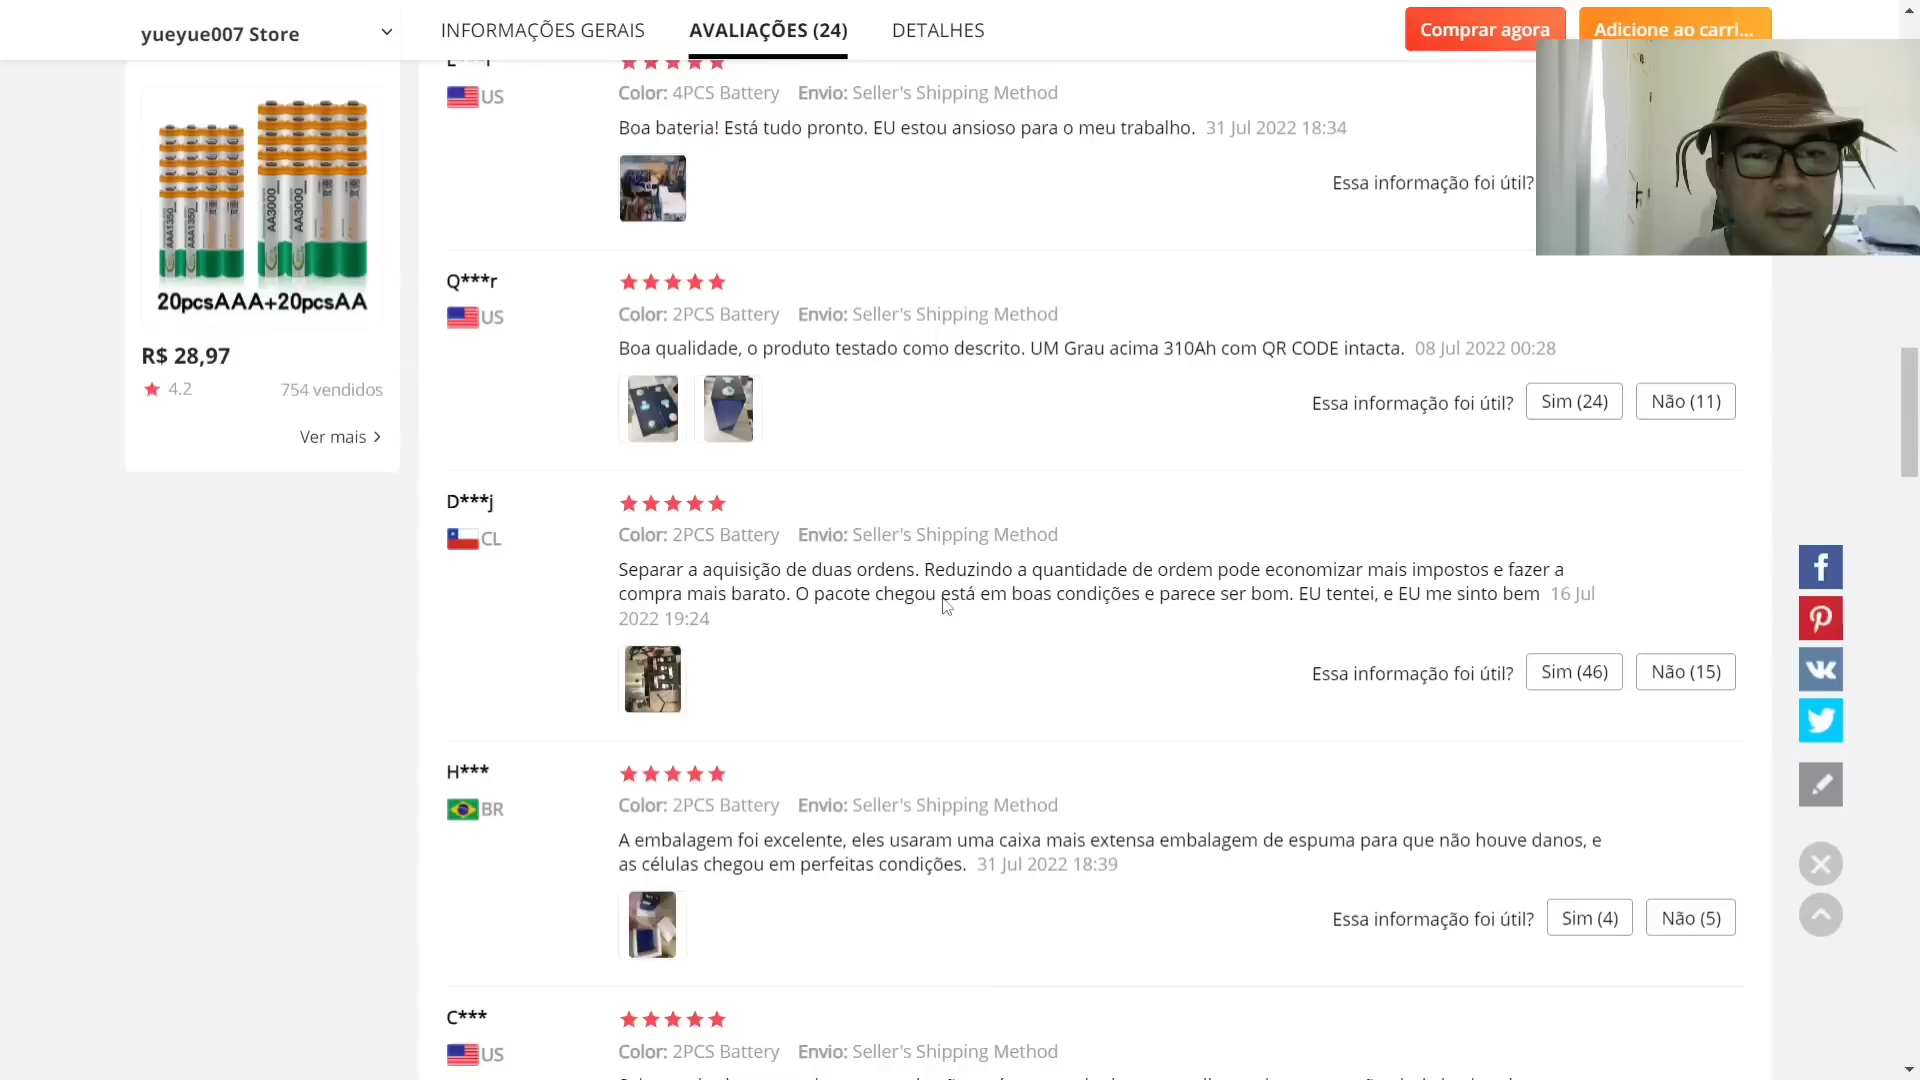 yueyue007 Store
INFORMAÇÕES GERAIS
AVALIAÇÕES (24)
DETALHES
Comprar agora
Adicione ao carri...
AAA1350
AAA1350
AA3000
AA3000
20pcsAAA+20pcsAA
R$ 28,97
4.2
754 vendidos
Ver mais
US
Color: 4PCS Battery Envio: Seller's Shipping Method
Boa bateria! Está tudo pronto. EU estou ansioso para o meu trabalho. 31 Jul 2022 18:34
Essa informação foi útil?
Q***r
US
Color: 2PCS Battery Envio: Seller's Shipping Method
Boa qualidade, o produto testado como descrito. UM Grau acima 310Ah com QR CODE intacta. 08 Jul 2022 00:28
Essa informação foi útil? Sim (24) Não (11)
D***j
CL
Color: 2PCS Battery Envio: Seller's Shipping Method
Separar a aquisição de duas ordens. Reduzindo a quantidade de ordem pode economizar mais impostos e fazer a
compra mais barato. O pacote chegou está em boas condições e parece ser bom. EU tentei, e EU me sinto bem 16 Jul
2022 19:24
Essa informação foi útil? Sim (46) Não (15)
H***
BR
Color: 2PCS Battery Envio: Seller's Shipping Method
A embalagem foi excelente, eles usaram uma caixa mais extensa embalagem de espuma para que não houve danos, e
as células chegou em perfeitas condições. 31 Jul 2022 18:39
Essa informação foi útil? Sim (4) Não (5)
C***
US
Color: 2PCS Battery Envio: Seller's Shipping Method